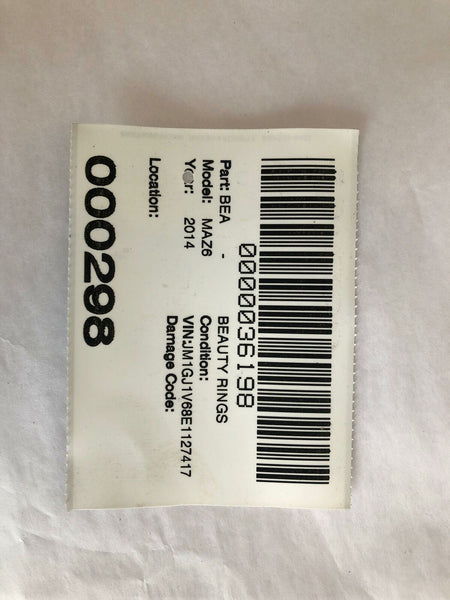 0000036198
Part: BEA - BEAUTY RINGS
Model: MAZ6 Condition:
Year: 2014 VIN:JM1GJ1V68E1127417
Damage Code:
Location:
000298